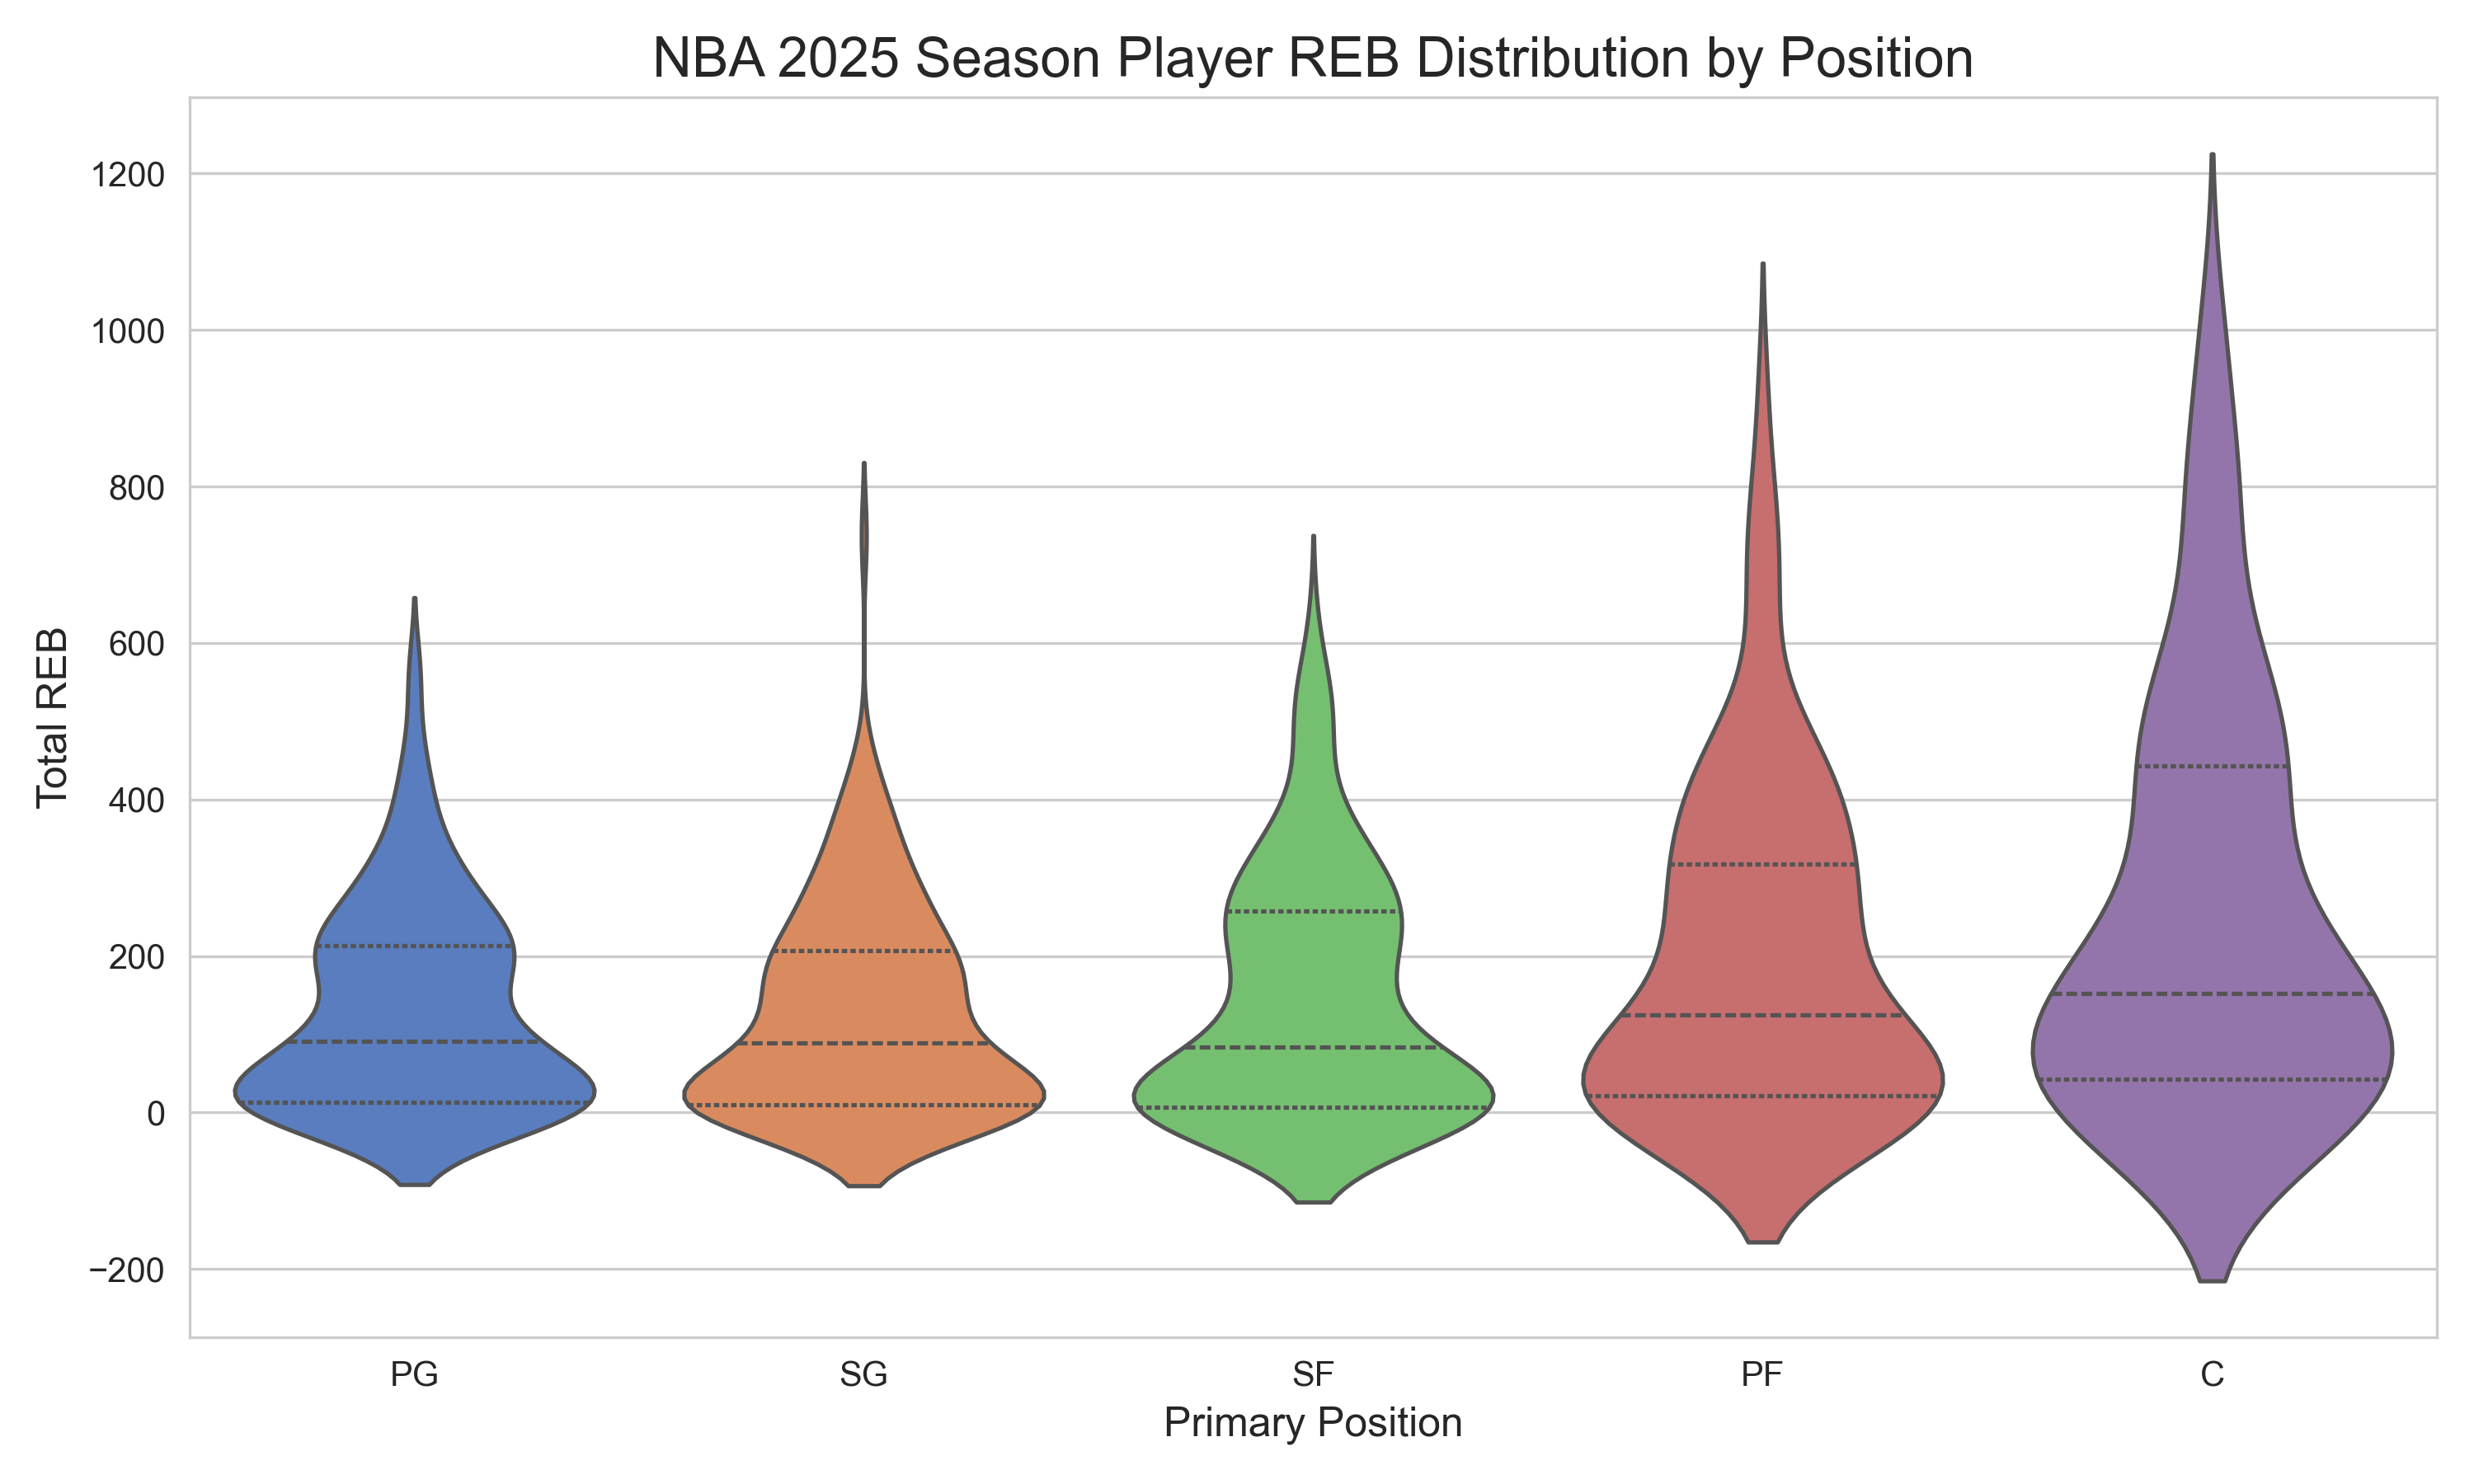 NBA 2025 Season Player REB Distribution by Position
1200
1000
800
600
400
200
0
−200
Total REB
PG
SG
SF
PF
C
Primary Position